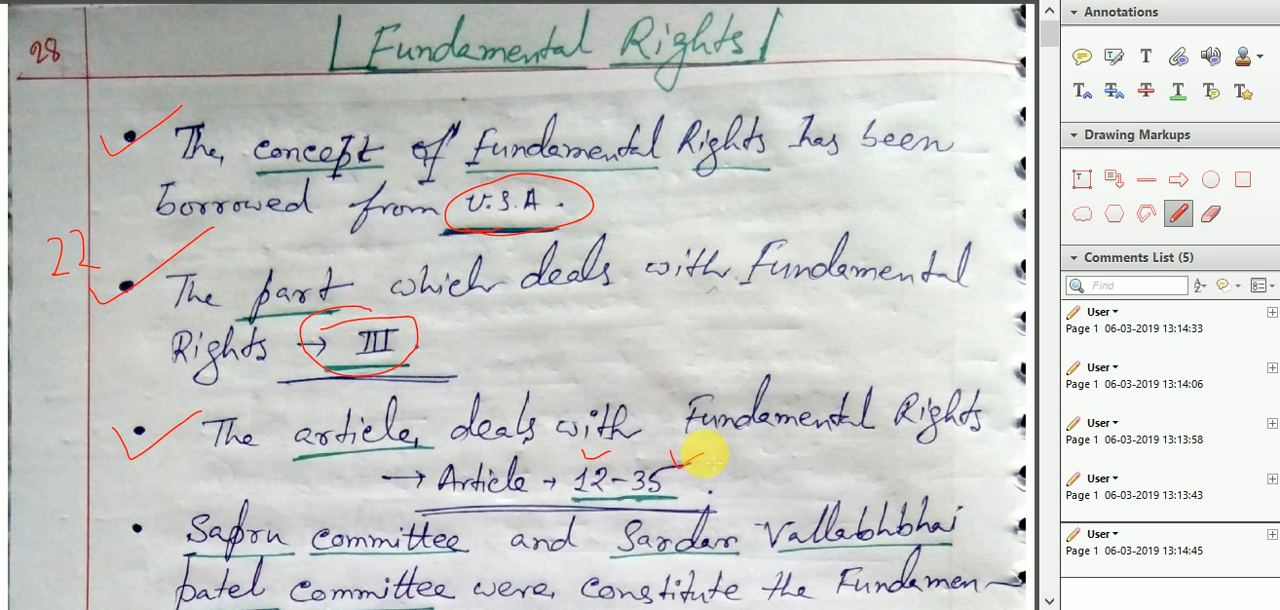 28
Fundamental Rights
• The concept of Fundamental Rights has been
borrowed from U.S.A.
22
• The part which deals with Fundamental
Rights → III
• The article deals with Fundamental Rights
→ Article → 12-35.
• Sapru committee and Sardar Vallabhbhai
patel committee were constitute the Fundamen-
Annotations
Drawing Markups
Comments List (5)
Find
User
Page 1 06-03-2019 13:14:33
User
Page 1 06-03-2019 13:14:06
User
Page 1 06-03-2019 13:13:58
User
Page 1 06-03-2019 13:13:43
User
Page 1 06-03-2019 13:14:45